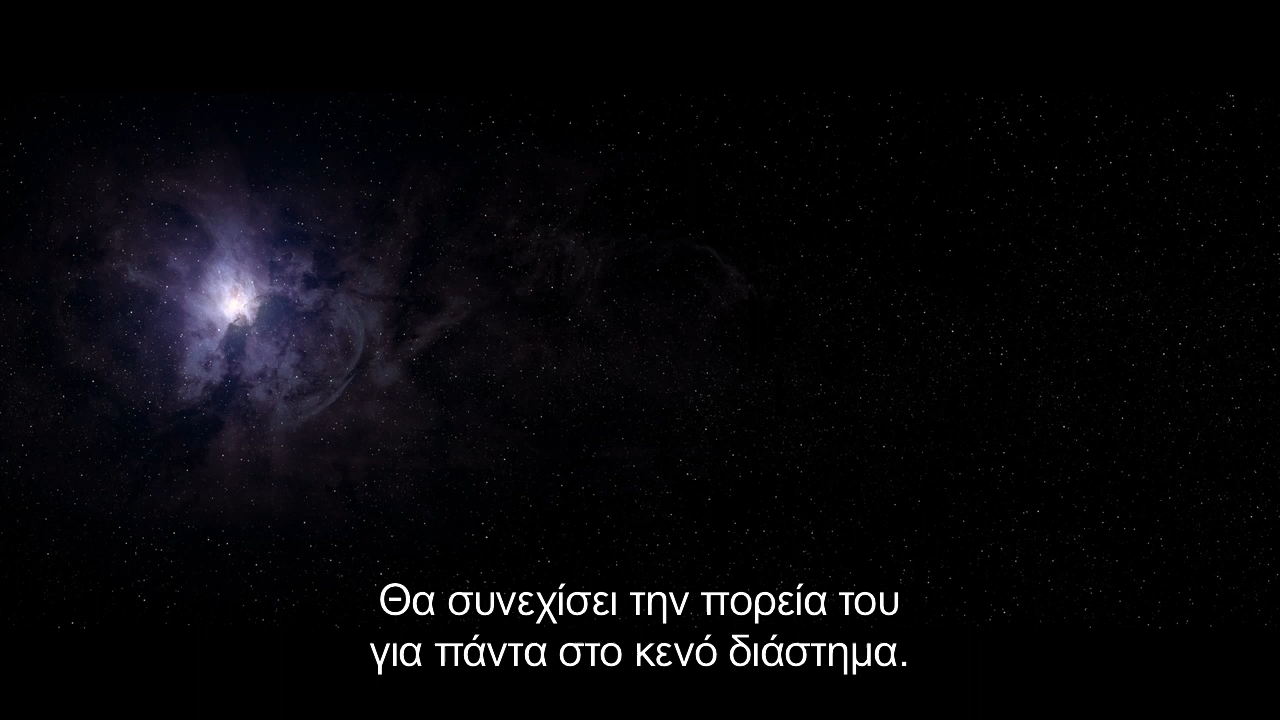 Θα συνεχίσει την πορεία του
για πάντα στο κενό διάστημα.